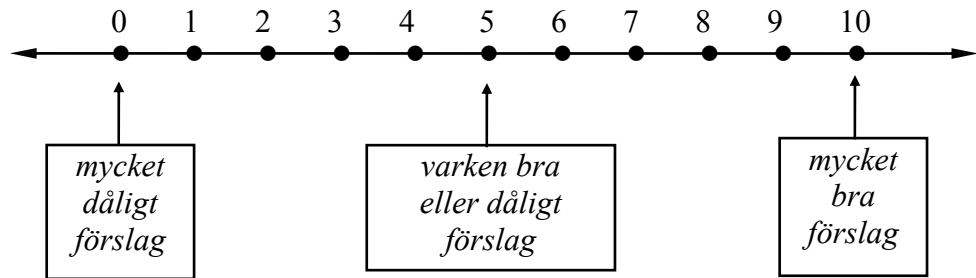 0 1 2 3 4 5 6 7 8 9 10
mycket
dåligt
förslag
varken bra
eller dåligt
förslag
mycket
bra
förslag